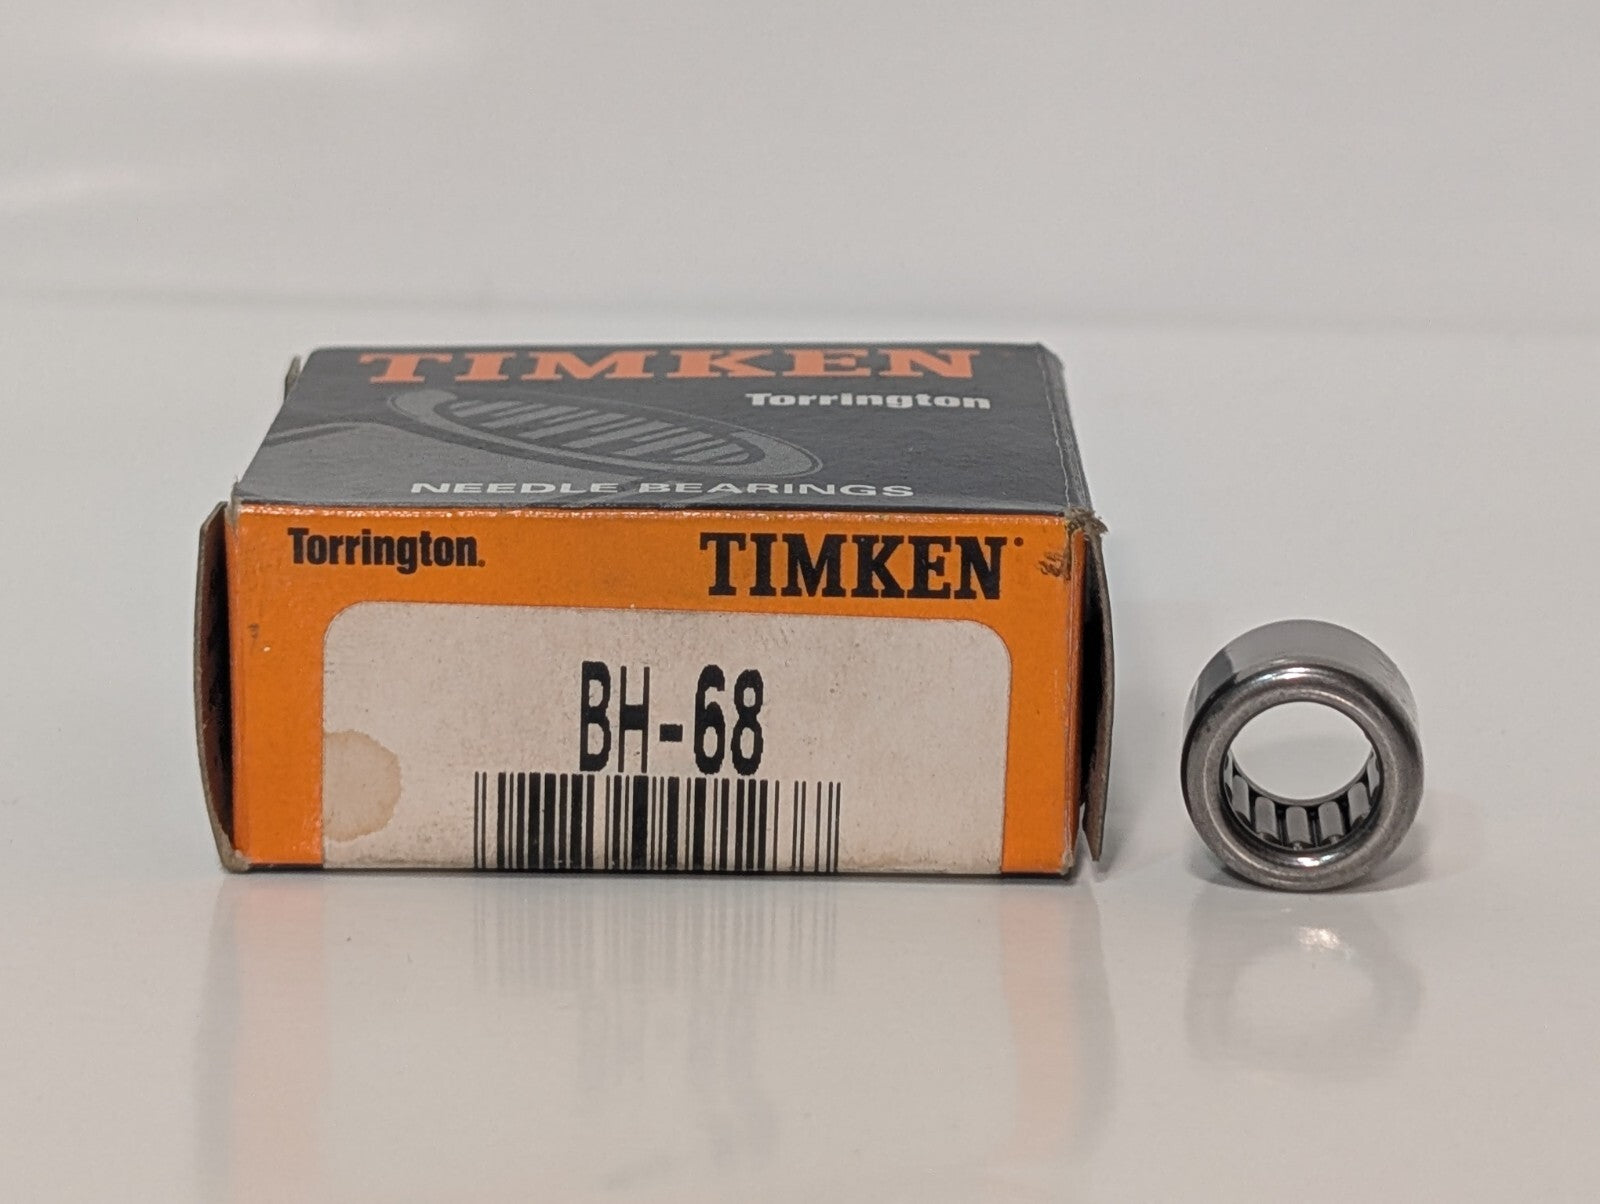 TIMKEN
Torrington
NEEDLE BEARINGS
Torrington®
TIMKEN®
BH-68